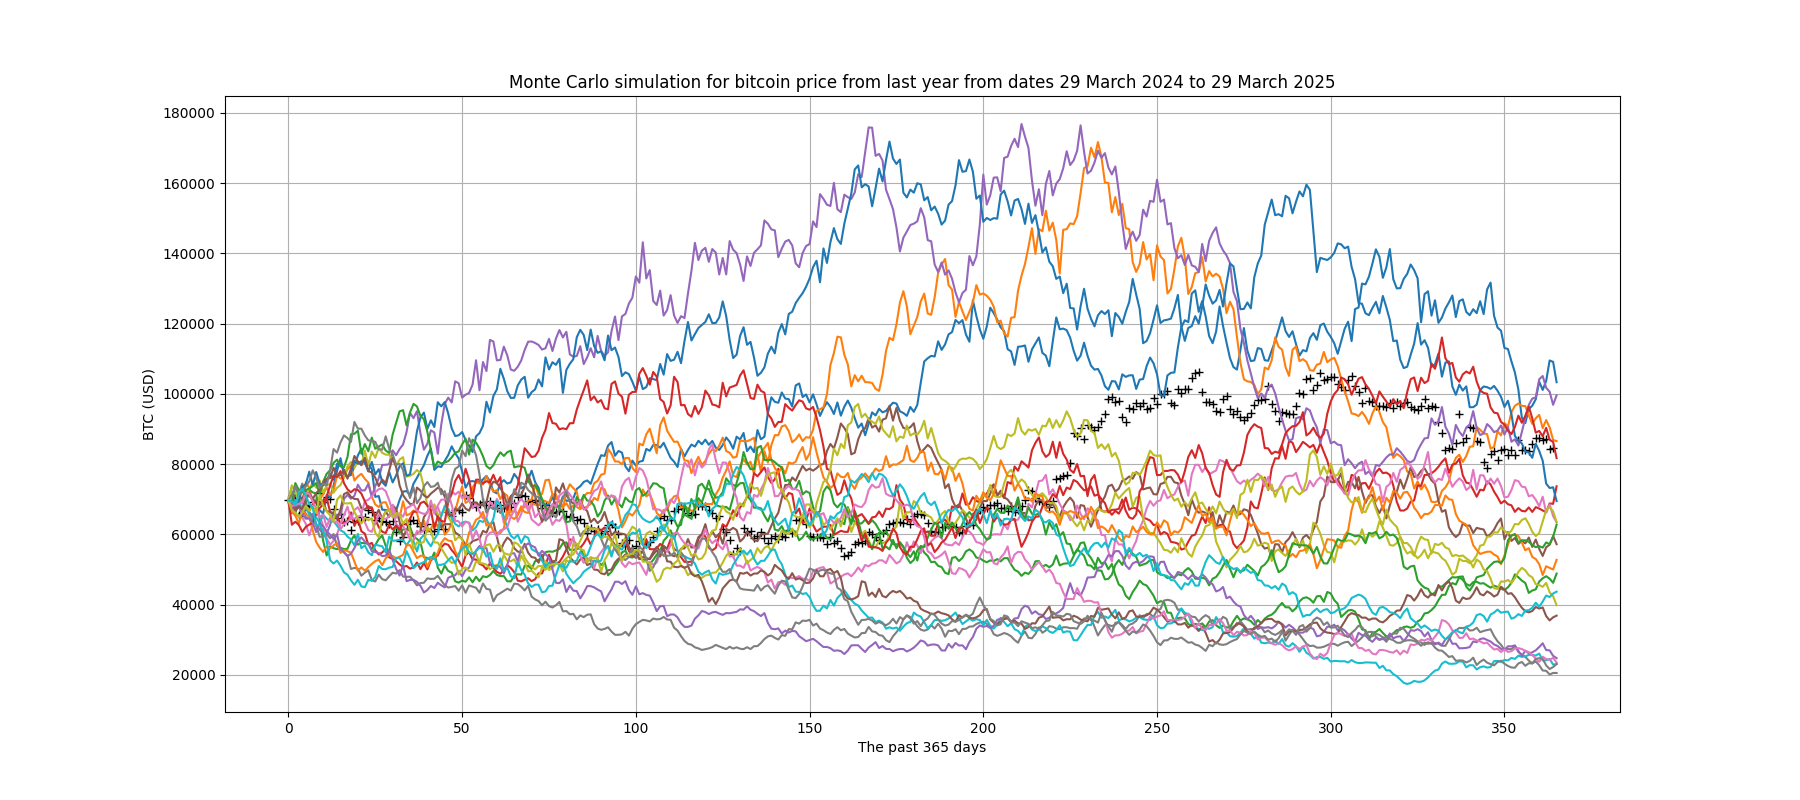 Monte Carlo simulation for bitcoin price from last year from dates 29 March 2024 to 29 March 2025
180000
160000
140000
120000
100000
80000
60000
40000
20000
BTC (USD)
0 50 100 150 200 250 300 350
The past 365 days